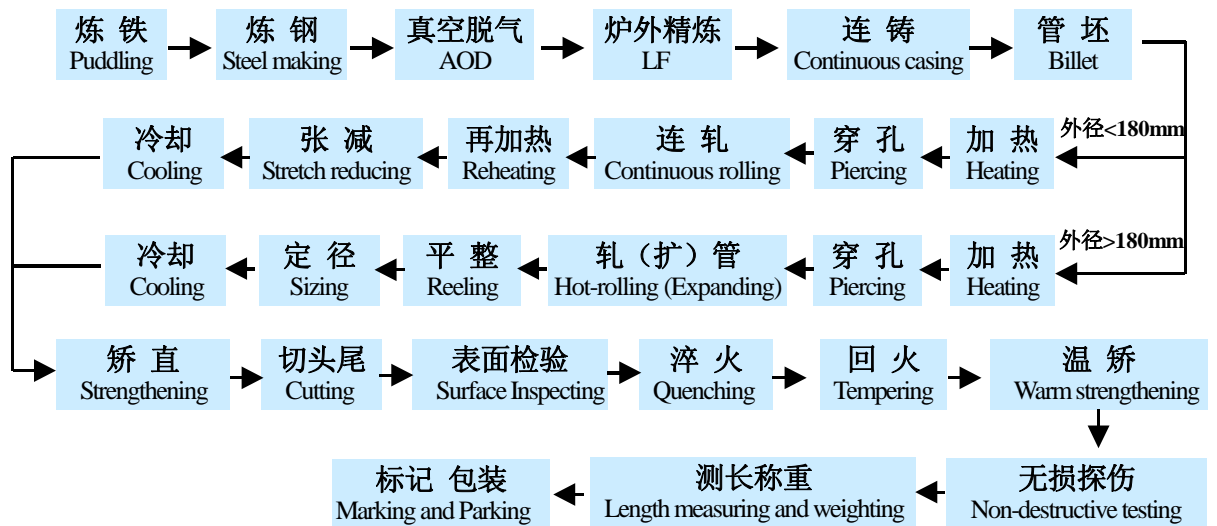 炼 铁
Puddling
炼 钢
Steel making
真空脱气
AOD
炉外精炼
LF
连 铸
Continuous casing
管 坯
Billet
外径<180mm
冷却
Cooling
张 减
Stretch reducing
再加热
Reheating
连 轧
Continuous rolling
穿 孔
Piercing
加 热
Heating
外径>180mm
冷却
Cooling
定 径
Sizing
平 整
Reeling
轧（扩）管
Hot-rolling (Expanding)
穿 孔
Piercing
加 热
Heating
矫 直
Strengthening
切头尾
Cutting
表面检验
Surface Inspecting
淬 火
Quenching
回 火
Tempering
温 矫
Warm strengthening
标记 包装
Marking and Parking
测长称重
Length measuring and weighting
无损探伤
Non-destructive testing